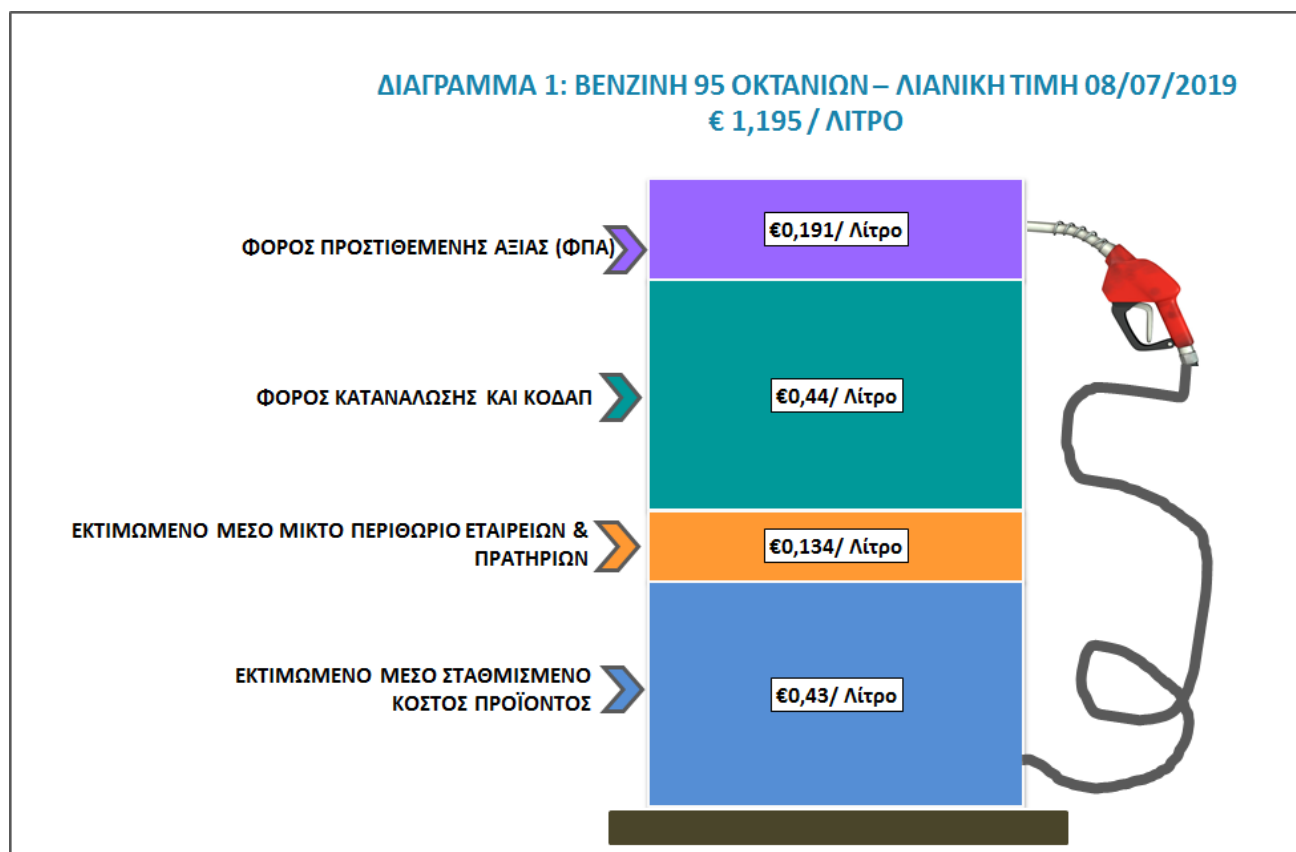 ΔΙΑΓΡΑΜΜΑ 1: ΒΕΝΖΙΝΗ 95 ΟΚΤΑΝΙΩΝ – ΛΙΑΝΙΚΗ ΤΙΜΗ 08/07/2019
€ 1,195 / ΛΙΤΡΟ
€0,191/ Λίτρο
ΦΟΡΟΣ ΠΡΟΣΤΙΘΕΜΕΝΗΣ ΑΞΙΑΣ (ΦΠΑ)
ΦΟΡΟΣ ΚΑΤΑΝΑΛΩΣΗΣ ΚΑΙ ΚΟΔΑΠ
€0,44/ Λίτρο
ΕΚΤΙΜΩΜΕΝΟ ΜΕΣΟ ΜΙΚΤΟ ΠΕΡΙΘΩΡΙΟ ΕΤΑΙΡΕΙΩΝ &
ΠΡΑΤΗΡΙΩΝ
€0,134/ Λίτρο
ΕΚΤΙΜΩΜΕΝΟ ΜΕΣΟ ΣΤΑΘΜΙΣΜΕΝΟ
ΚΟΣΤΟΣ ΠΡΟΪΟΝΤΟΣ
€0,43/ Λίτρο